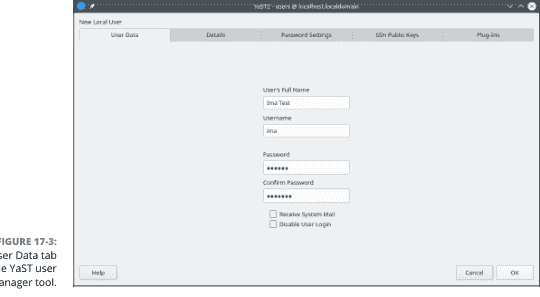 YaST2 - users @ localhost.localdomain
New Local User
User Data Details Password Settings SSH Public Keys Plug-Ins
User's Full Name
Ima Test
Username
ima
Password
••••••
Confirm Password
•••••••
Receive System Mail
Disable User Login
Help Cancel OK
FIGURE 17-3:
ser Data tab
e YaST user
anager tool.